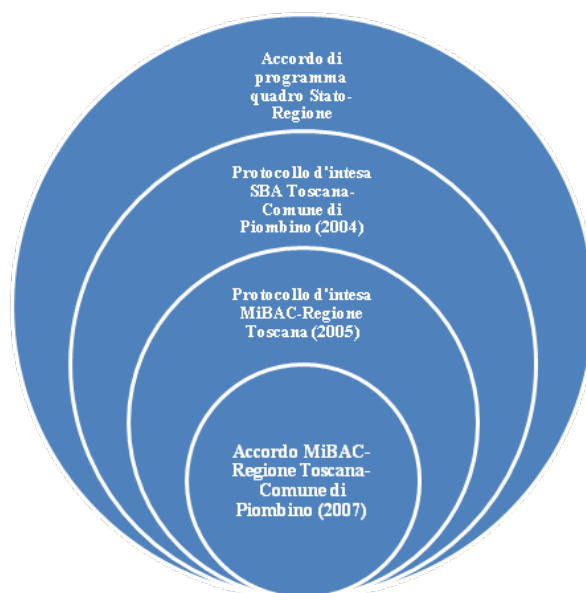 Accordo di
programma
quadro Stato-
Regione
Protocollo d'intesa
SBA Toscana-
Comune di
Piombino (2004)
Protocollo d'intesa
MiBAC-Regione
Toscana (2005)
Accordo MiBAC-
Regione Toscana-
Comune di
Piombino (2007)